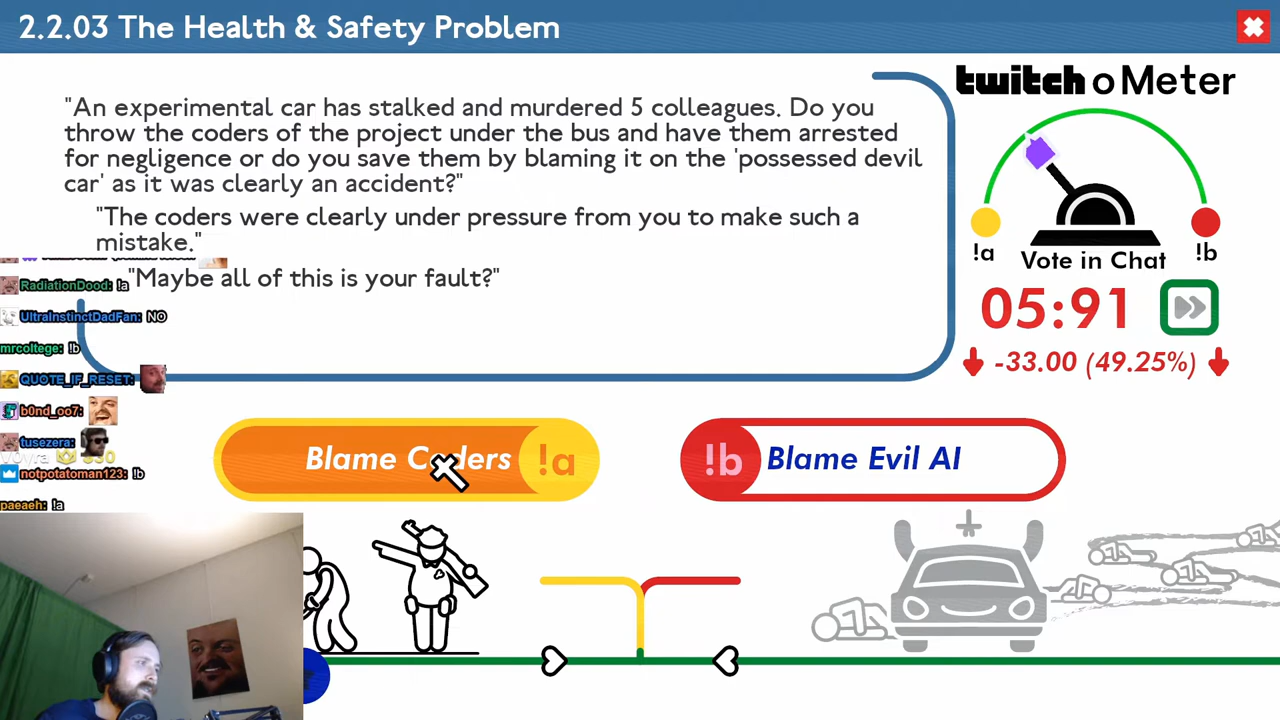 2.2.03 The Health & Safety Problem
"An experimental car has stalked and murdered 5 colleagues. Do you
throw the coders of the project under the bus and have them arrested
for negligence or do you save them by blaming it on the 'possessed devil
car' as it was clearly an accident?"
"The coders were clearly under pressure from you to make such a
mistake."
"Maybe all of this is your fault?"
twitch o Meter
!a
!b
Vote in Chat
05:91
-33.00 (49.25%)
RadiationDood: !a
UltraInstinctDadFan: NO
mrcoltege: !b
QUOTE_IF_RESET:
b0nd_oo7:
tusezera:
notpotatoman123: !b
paeaeh: !a
Blame Coders !a
!b Blame Evil AI